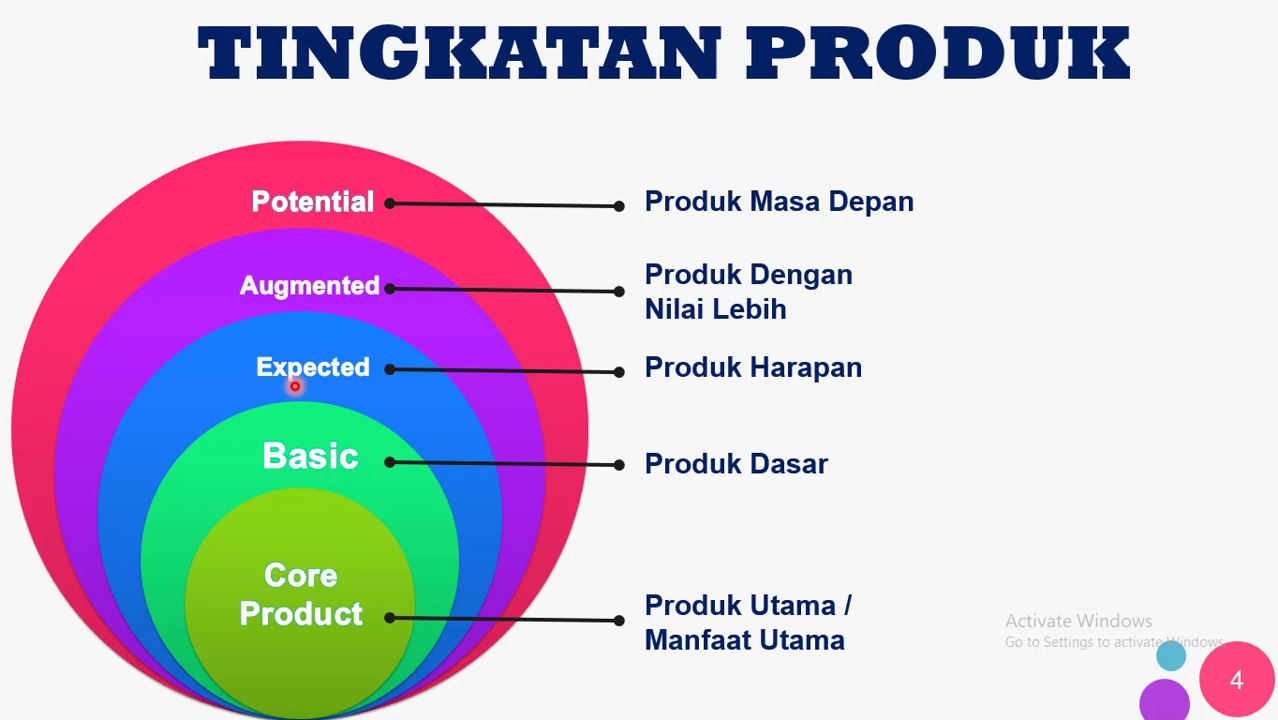 TINGKATAN PRODUK
Potential
Produk Masa Depan
Augmented
Produk Dengan
Nilai Lebih
Expected
Produk Harapan
Basic
Produk Dasar
Core
Product
Produk Utama /
Manfaat Utama
Activate Windows
Go to Settings to activate Windows.
4